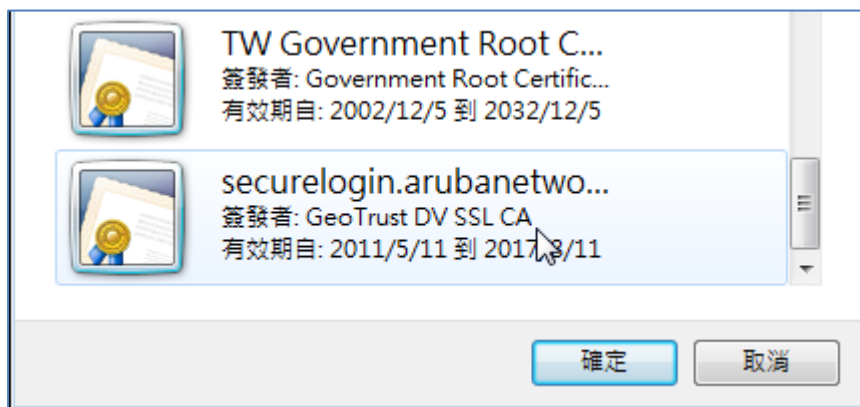 TW Government Root C...
簽發者: Government Root Certific...
有效期自: 2002/12/5 到 2032/12/5
securelogin.arubanetwo...
簽發者: GeoTrust DV SSL CA
有效期自: 2011/5/11 到 2017/3/11
確定 取消